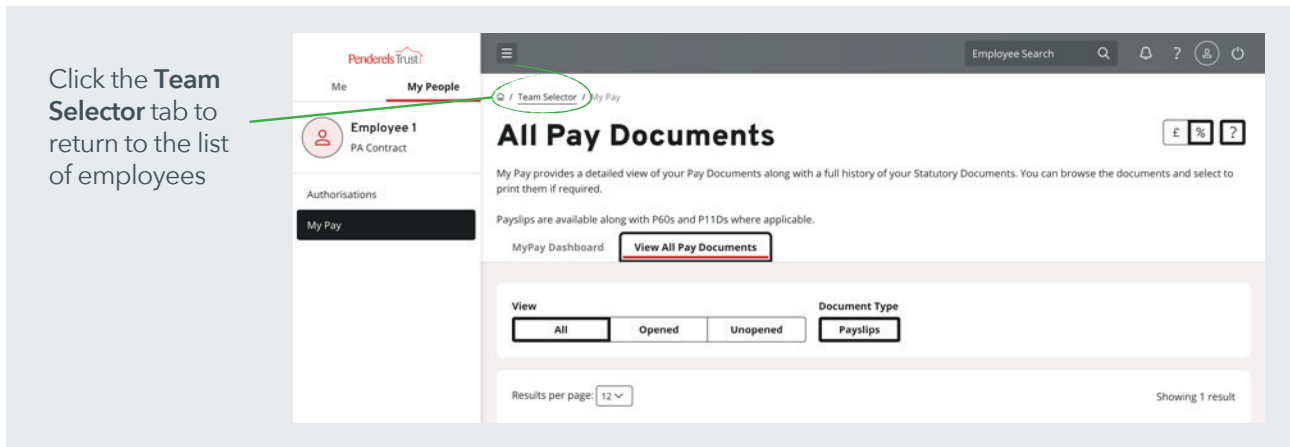 Click the Team
Selector tab to
return to the list
of employees
Penderels Trust
Me My People
Employee 1
PA Contract
Authorisations
My Pay
Employee Search
?
/ Team Selector / My Pay
All Pay Documents
£ % ?
My Pay provides a detailed view of your Pay Documents along with a full history of your Statutory Documents. You can browse the documents and select to
print them if required.
Payslips are available along with P60s and P11Ds where applicable.
MyPay Dashboard View All Pay Documents
View Document Type
All Opened Unopened Payslips
Results per page: 12 Showing 1 result